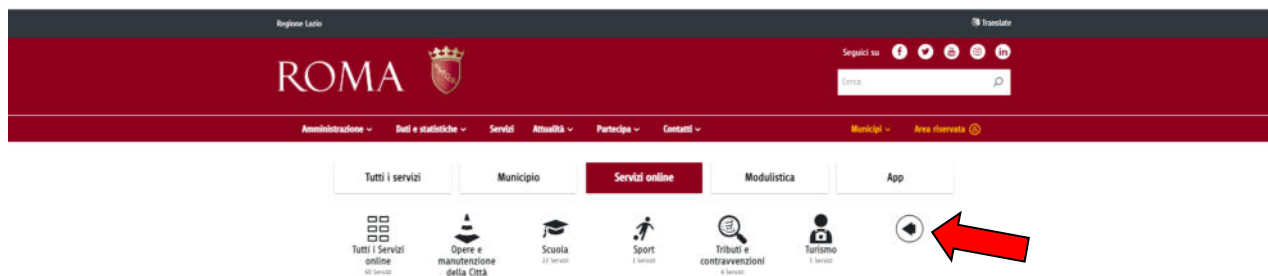 Regione Lazio
Translate
Seguici su
ROMA
Cerca
Amministrazione Dati e statistiche Servizi Attualità Partecipa Contatti Municipi Area riservata
Tutti i servizi Municipio Servizi online Modulistica App
Tutti i Servizi online
60 Servizi
Opere e manutenzione della Città
Scuola
22 Servizi
Sport
1 Servizi
Tributi e contravvenzioni
6 Servizi
Turismo
3 Servizi